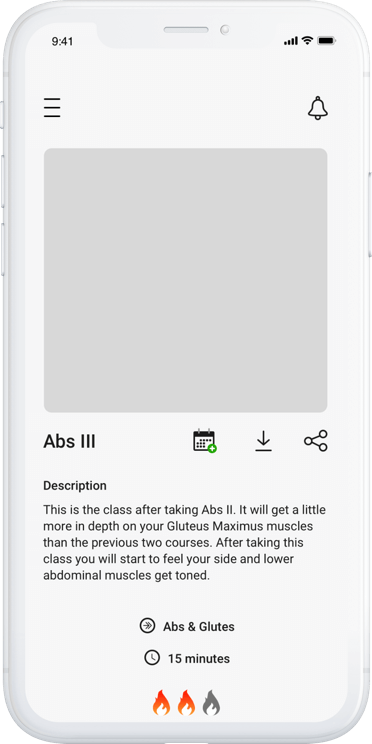 9:41
Abs III
Description
This is the class after taking Abs II. It will get a little
more in depth on your Gluteus Maximus muscles
than the previous two courses. After taking this
class you will start to feel your side and lower
abdominal muscles get toned.
Abs & Glutes
15 minutes